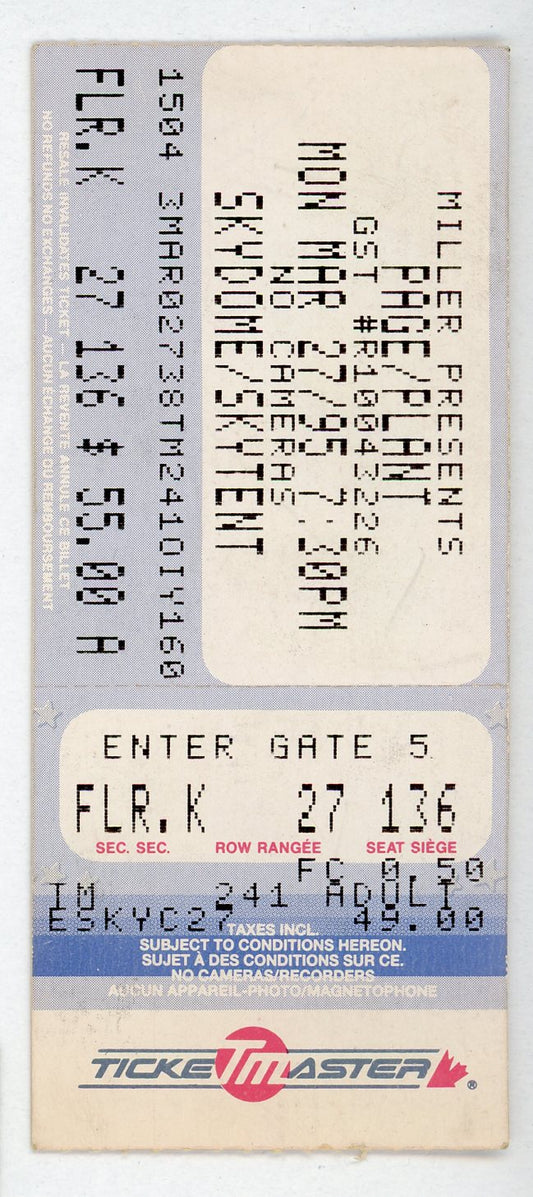 MILLER PRESENTS
PAGE/PLANT
GST #R10043226
MON MAR 27/95 7:30PM
NO CAMERAS
SKYDOME/SKYTENT
1504 3MAR02738TM2410IY160
FLR.K 27 136 $ 55.00 A
RESALE INVALIDATES TICKET — LA REVENTE ANNULE CE BILLET
NO REFUNDS NO EXCHANGES — AUCUN ECHANGE OU REMBOURSEMENT
ENTER GATE 5
FLR.K 27 136
SEC. SEC. ROW RANGÉE SEAT SIÈGE
FC 0.50
TM 241 ADULT
ESKYC27 49.00
TAXES INCL.
SUBJECT TO CONDITIONS HEREON.
SUJET À DES CONDITIONS SUR CE.
NO CAMERAS/RECORDERS
AUCUN APPAREIL-PHOTO/MAGNETOPHONE
TICKETMASTER ®